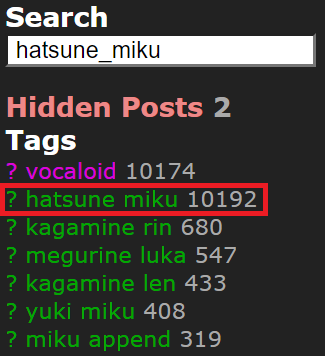 Search
hatsune_miku
Hidden Posts 2
Tags
? vocaloid 10174
? hatsune miku 10192
? kagamine rin 680
? megurine luka 547
? kagamine len 433
? yuki miku 408
? miku append 319